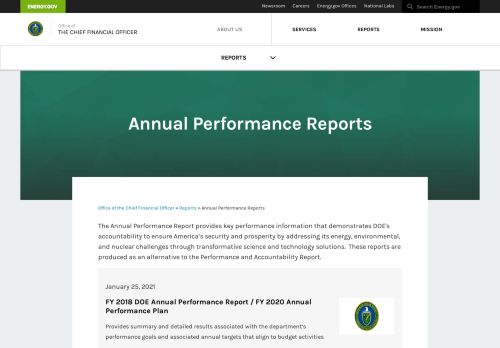 ENERGY.GOV
Newsroom Careers Energy.gov Offices National Labs Search Energy.gov
Office of
THE CHIEF FINANCIAL OFFICER
ABOUT US SERVICES REPORTS MISSION
REPORTS
Annual Performance Reports
Office of the Chief Financial Officer » Reports » Annual Performance Reports
The Annual Performance Report provides key performance information that demonstrates DOE's
accountability to ensure America's security and prosperity by addressing its energy, environmental,
and nuclear challenges through transformative science and technology solutions. These reports are
produced as an alternative to the Performance and Accountability Report.
January 25, 2021
FY 2018 DOE Annual Performance Report / FY 2020 Annual
Performance Plan
Provides summary and detailed results associated with the department's
performance goals and associated annual targets that align to budget activities